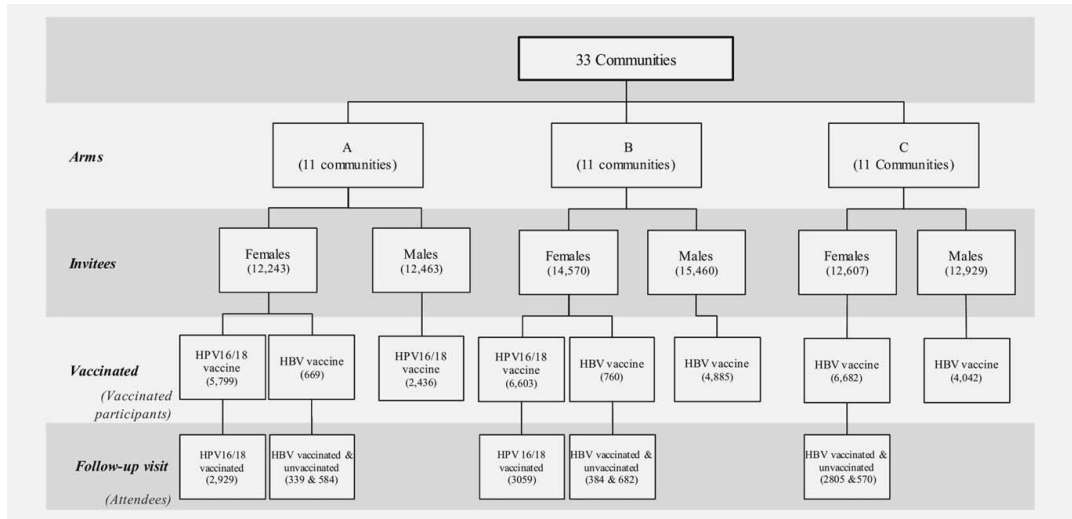 33 Communities
Arms
A
(11 communities)
B
(11 communities)
C
(11 Communities)
Invitees
Females
(12,243)
Males
(12,463)
Females
(14,570)
Males
(15,460)
Females
(12,607)
Males
(12,929)
Vaccinated
(Vaccinated
participants)
HPV16/18
vaccine
(5,799)
HBV vaccine
(669)
HPV16/18
vaccine
(2,436)
HPV16/18
vaccine
(6,603)
HBV vaccine
(760)
HBV vaccine
(4,885)
HBV vaccine
(6,682)
HBV vaccine
(4,042)
Follow-up visit
(Attendees)
HPV16/18
vaccinated
(2,929)
HBV vaccinated &
unvaccinated
(339 & 584)
HPV 16/18
vaccinated
(3059)
HBV vaccinated &
unvaccinated
(384 & 682)
HBV vaccinated &
unvaccinated
(2805 &570)